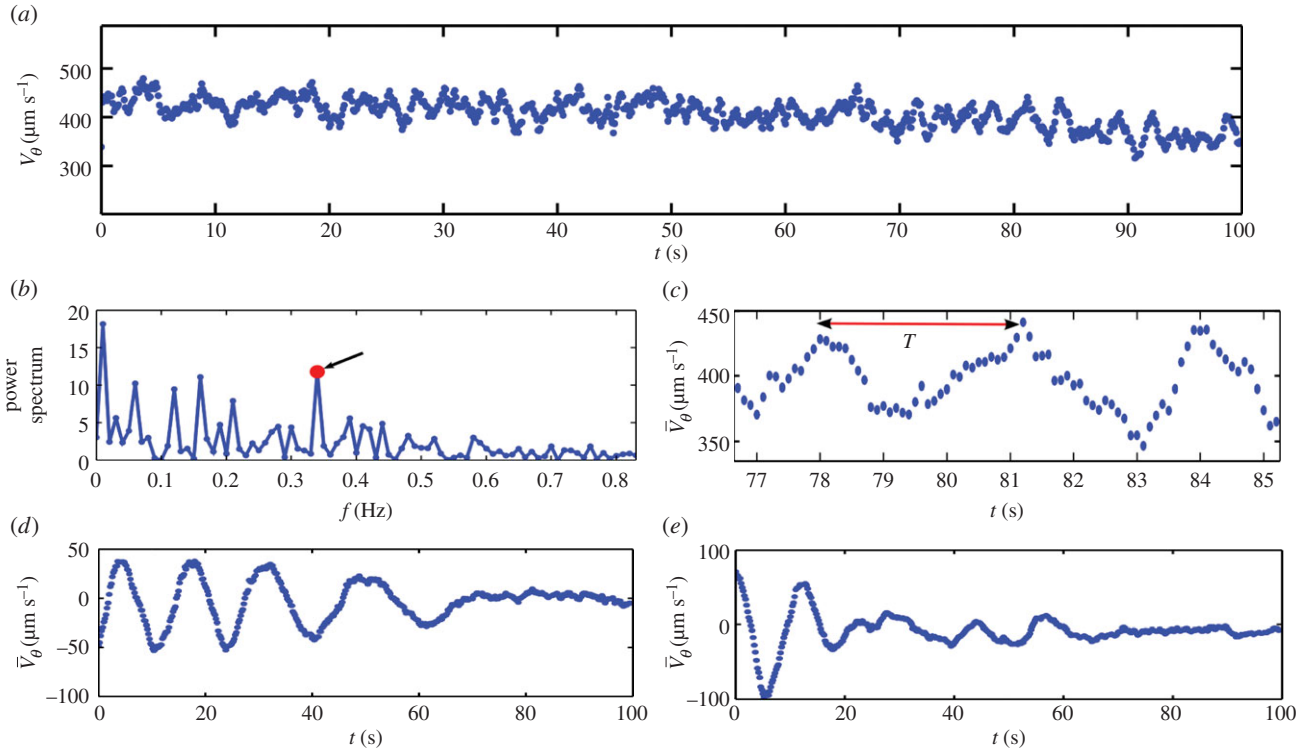 (a)
V_θ (µm s⁻¹)
500
400
300
0 10 20 30 40 50 60 70 80 90 100
t (s)
(b)
power
spectrum
20
15
10
5
0
0 0.1 0.2 0.3 0.4 0.5 0.6 0.7 0.8
f (Hz)
(c)
V̅_θ (µm s⁻¹)
450
400
350
T
77 78 79 80 81 82 83 84 85
t (s)
(d)
V̅_θ (µm s⁻¹)
50
0
−50
−100
0 20 40 60 80 100
t (s)
(e)
V̅_θ (µm s⁻¹)
100
0
−100
0 20 40 60 80 100
t (s)